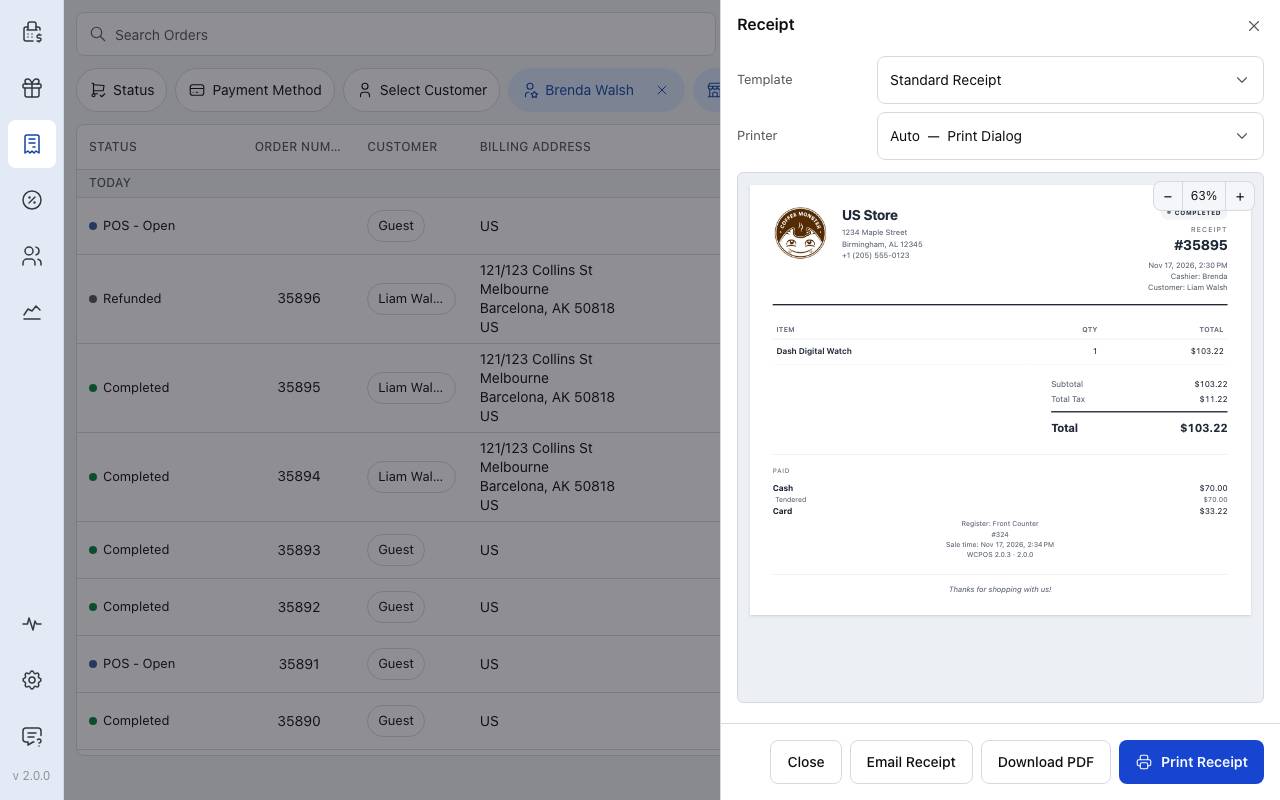 Search Orders
Status
Payment Method
Select Customer
Brenda Walsh
STATUS
ORDER NUM...
CUSTOMER
BILLING ADDRESS
TODAY
POS - Open
Guest
US
Refunded
35896
Liam Wal...
121/123 Collins St
Melbourne
Barcelona, AK 50818
US
Completed
35895
Liam Wal...
121/123 Collins St
Melbourne
Barcelona, AK 50818
US
Completed
35894
Liam Wal...
121/123 Collins St
Melbourne
Barcelona, AK 50818
US
Completed
35893
Guest
US
Completed
35892
Guest
US
POS - Open
35891
Guest
US
Completed
35890
Guest
US
v 2.0.0
Receipt
Template
Standard Receipt
Printer
Auto — Print Dialog
− 63% +
COFFEE MONSTER
US Store
1234 Maple Street
Birmingham, AL 12345
+1 (205) 555-0123
COMPLETED
RECEIPT
#35895
Nov 17, 2026, 2:30 PM
Cashier: Brenda
Customer: Liam Walsh
ITEM QTY TOTAL
Dash Digital Watch 1 $103.22
Subtotal $103.22
Total Tax $11.22
Total $103.22
PAID
Cash $70.00
Tendered $70.00
Card $33.22
Register: Front Counter
#324
Sale time: Nov 17, 2026, 2:34 PM
WCPOS 2.0.3 · 2.0.0
Thanks for shopping with us!
Close
Email Receipt
Download PDF
Print Receipt